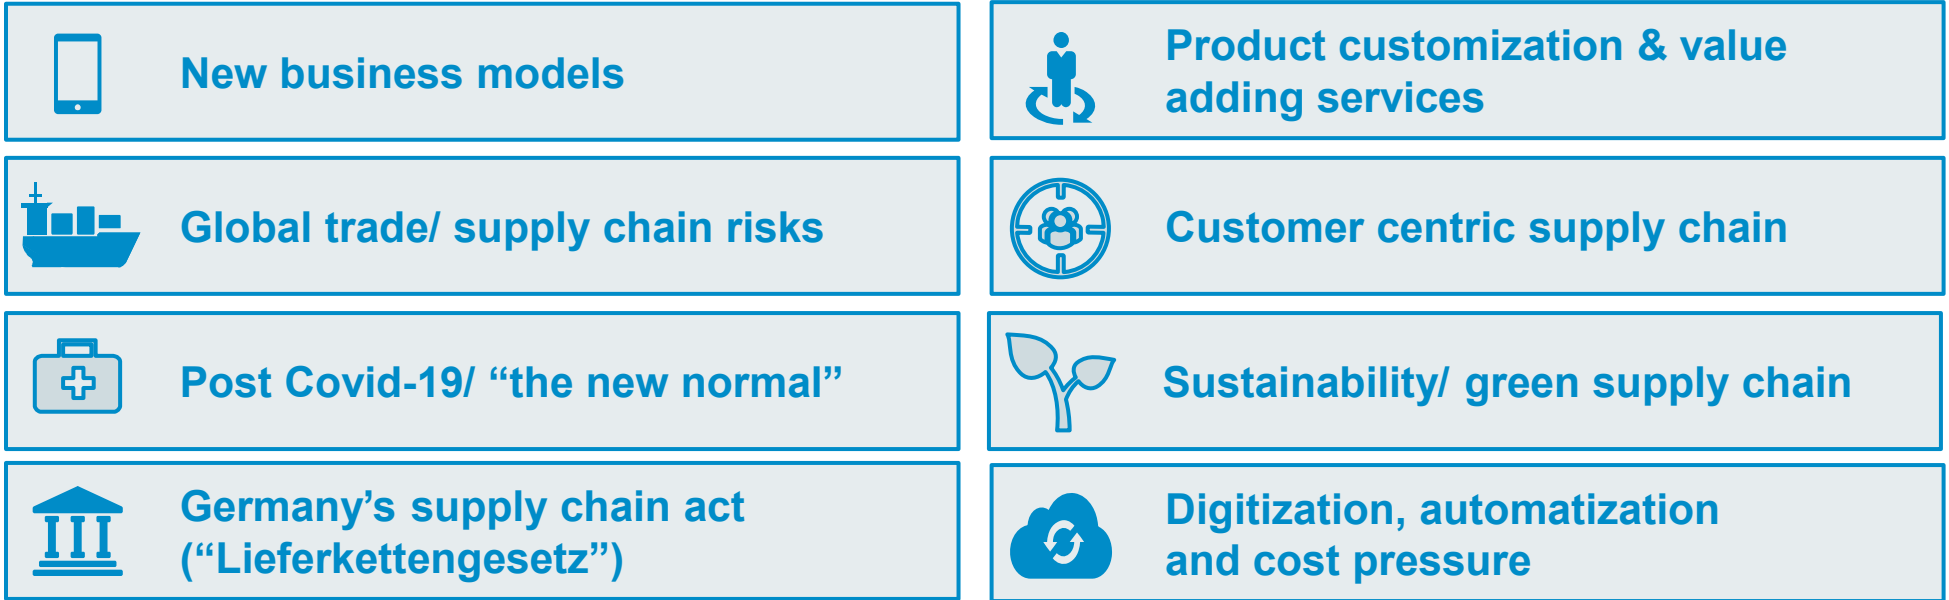 New business models
Product customization & value
adding services
Global trade/ supply chain risks
Customer centric supply chain
Post Covid-19/ “the new normal”
Sustainability/ green supply chain
Germany’s supply chain act
(“Lieferkettengesetz”)
Digitization, automatization
and cost pressure